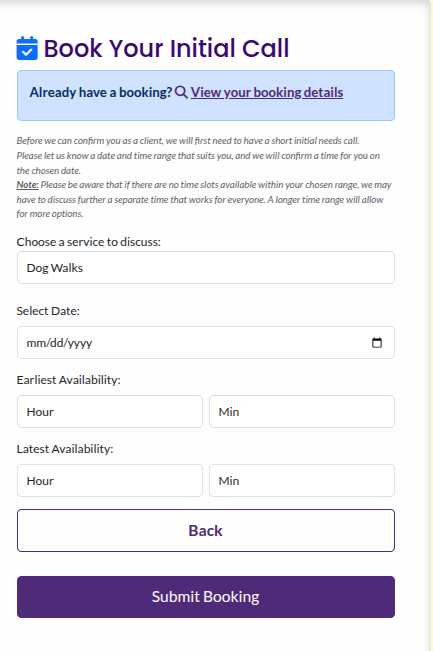 Book Your Initial Call
Already have a booking? View your booking details
Before we can confirm you as a client, we will first need to have a short initial needs call.
Please let us know a date and time range that suits you, and we will confirm a time for you on
the chosen date.
Note: Please be aware that if there are no time slots available within your chosen range, we may
have to discuss further a separate time that works for everyone. A longer time range will allow
for more options.
Choose a service to discuss:
Dog Walks
Select Date:
mm/dd/yyyy
Earliest Availability:
Hour Min
Latest Availability:
Hour Min
Back
Submit Booking